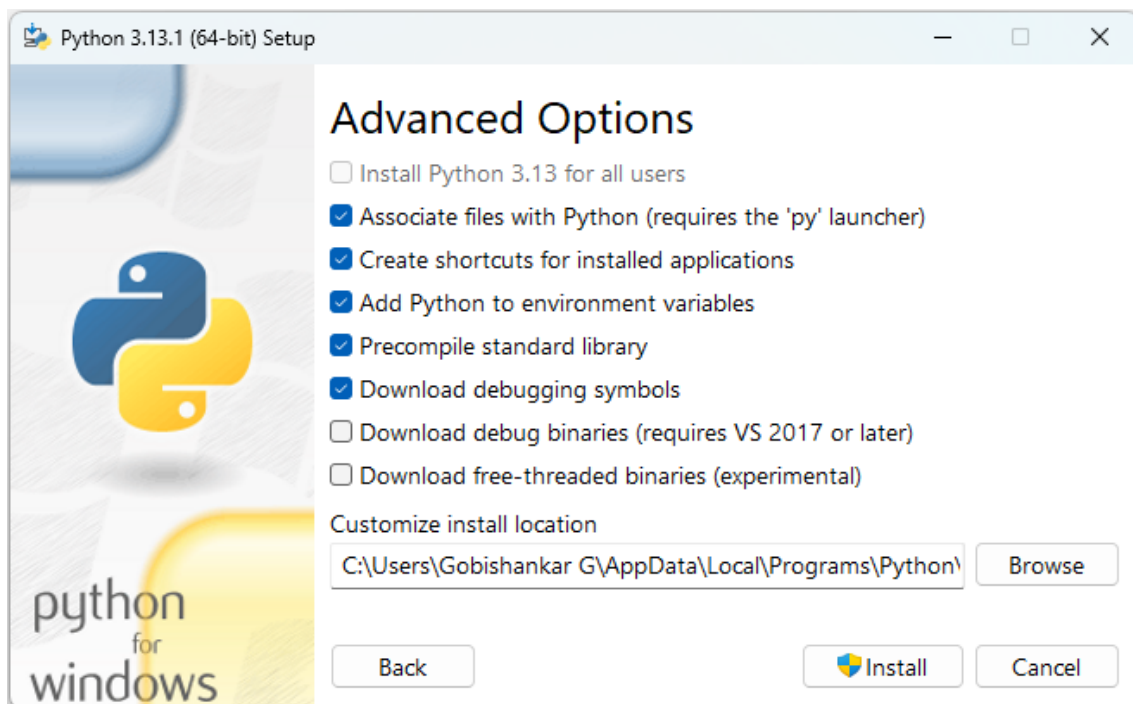 Python 3.13.1 (64-bit) Setup
Advanced Options
Install Python 3.13 for all users
Associate files with Python (requires the 'py' launcher)
Create shortcuts for installed applications
Add Python to environment variables
Precompile standard library
Download debugging symbols
Download debug binaries (requires VS 2017 or later)
Download free-threaded binaries (experimental)
Customize install location
C:\Users\Gobishankar G\AppData\Local\Programs\Python\
Browse
python
for
windows
Back
Install
Cancel